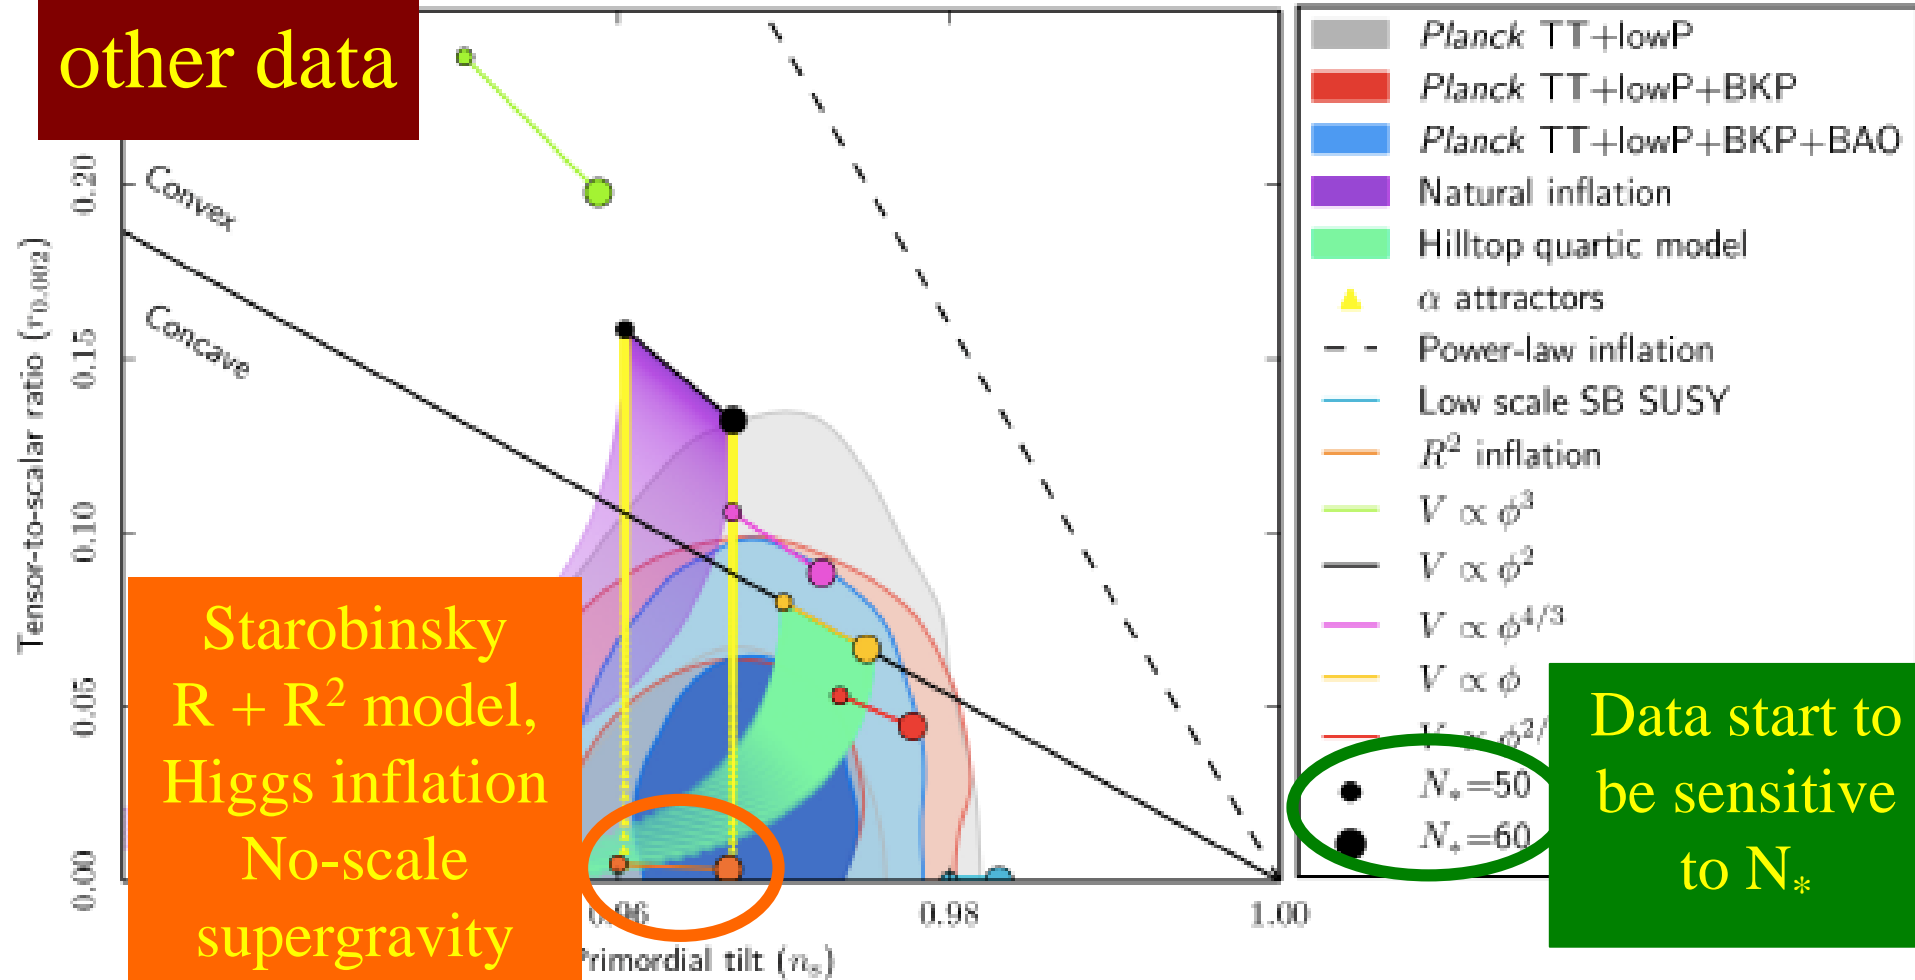 other data
Convex
Concave
Tensor-to-scalar ratio (r0.002)
0.20
0.15
0.10
0.05
0.00
0.96
0.98
1.00
Primordial tilt (nₛ)
Planck TT+lowP
Planck TT+lowP+BKP
Planck TT+lowP+BKP+BAO
Natural inflation
Hilltop quartic model
α attractors
Power-law inflation
Low scale SB SUSY
R² inflation
V ∝ ϕ³
V ∝ ϕ²
V ∝ ϕ⁴/³
V ∝ ϕ
V ∝ ϕ²/
N*=50
N*=60
Starobinsky
R + R² model,
Higgs inflation
No-scale
supergravity
Data start to
be sensitive
to N*